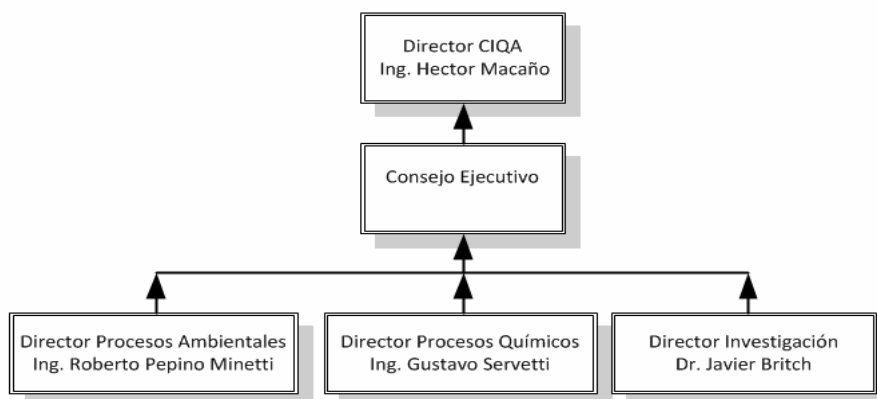 Director CIQA
Ing. Hector Macaño
Consejo Ejecutivo
Director Procesos Ambientales
Ing. Roberto Pepino Minetti
Director Procesos Químicos
Ing. Gustavo Servetti
Director Investigación
Dr. Javier Britch